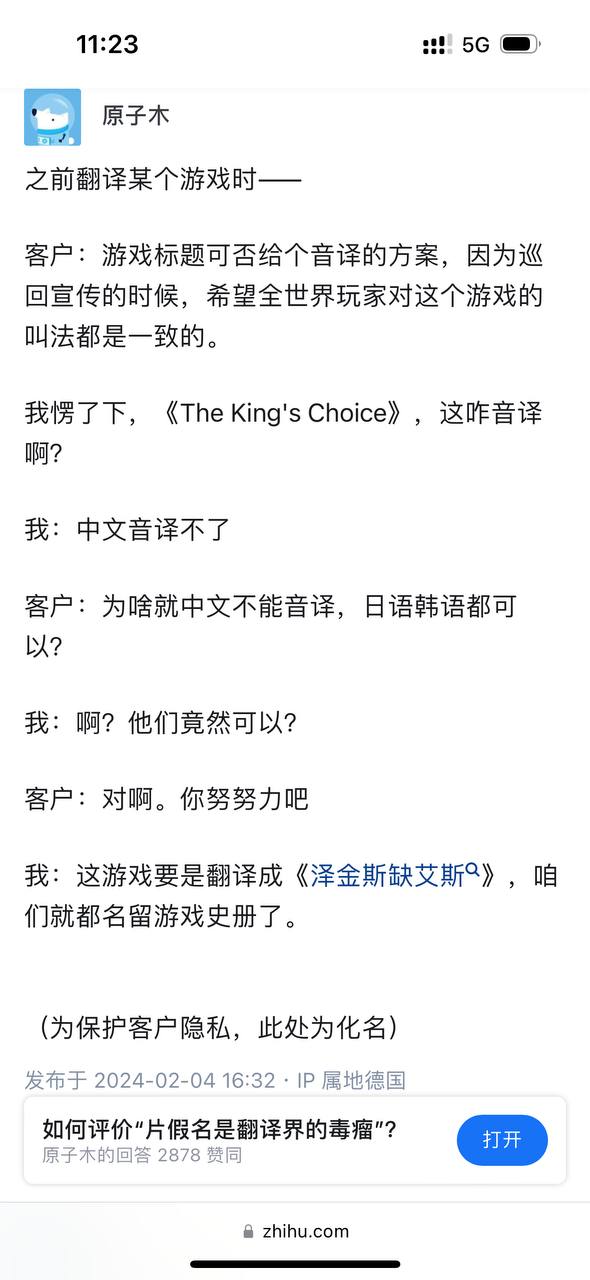 11:23
5G
原子木
之前翻译某个游戏时——
客户：游戏标题可否给个音译的方案，因为巡
回宣传的时候，希望全世界玩家对这个游戏的
叫法都是一致的。
我愣了下，《The King's Choice》，这咋音译
啊？
我：中文音译不了
客户：为啥就中文不能音译，日语韩语都可
以？
我：啊？他们竟然可以？
客户：对啊。你努努力吧
我：这游戏要是翻译成《泽金斯缺艾斯》，咱
们就都名留游戏史册了。
（为保护客户隐私，此处为化名）
发布于 2024-02-04 16:32 · IP 属地德国
如何评价“片假名是翻译界的毒瘤”？
原子木的回答 2878 赞同
打开
zhihu.com